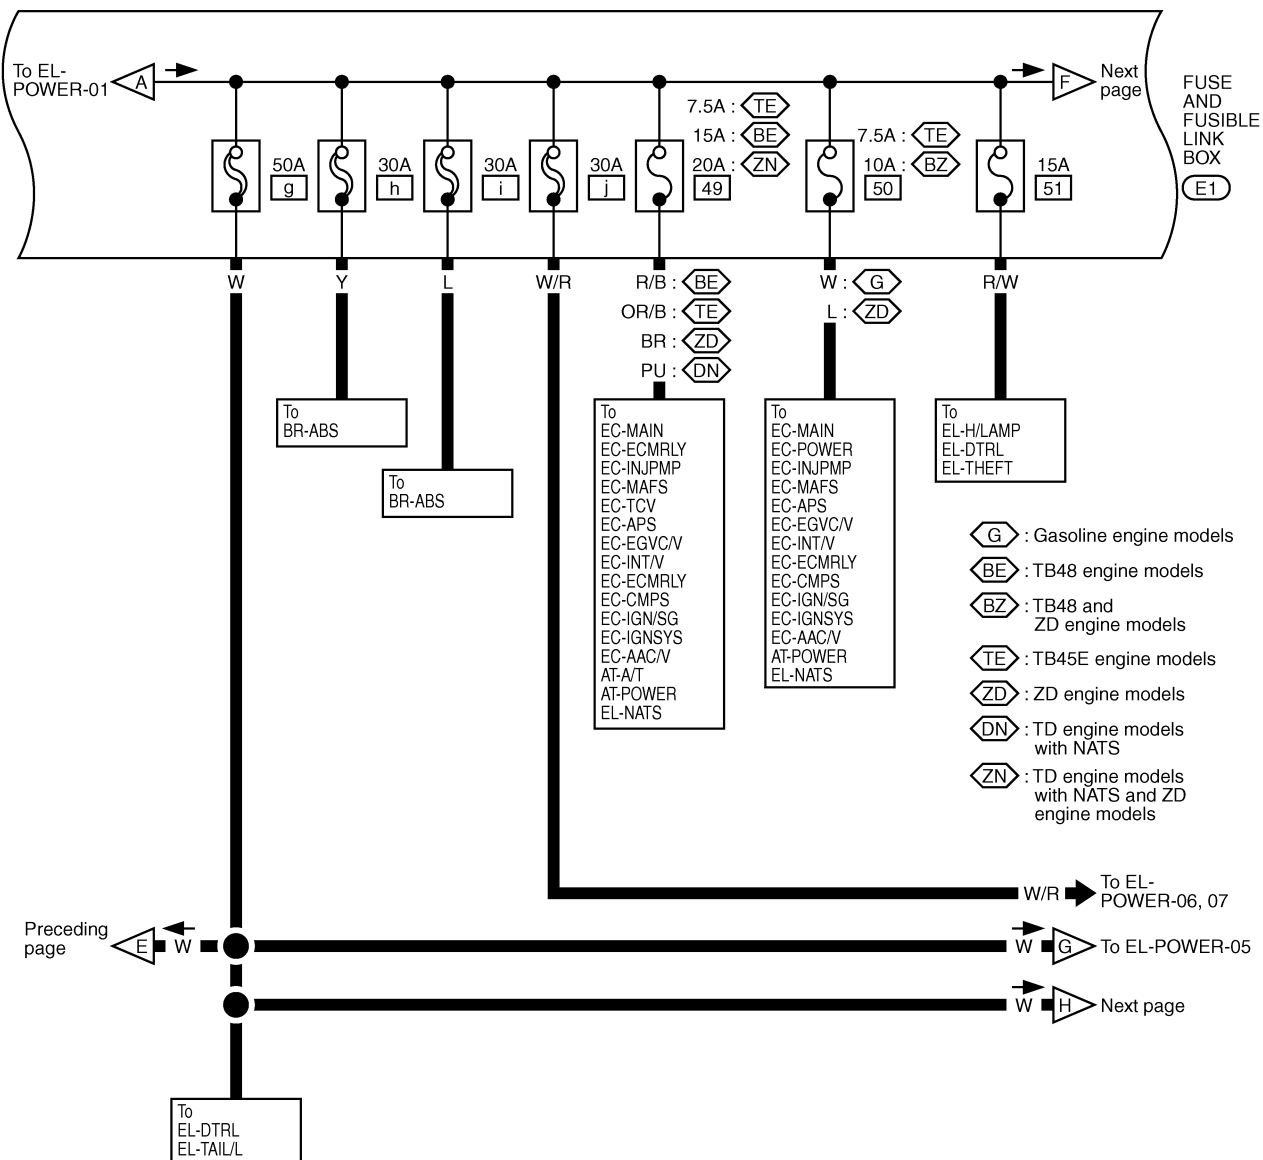 To EL-
POWER-01
A
F
Next
page
FUSE
AND
FUSIBLE
LINK
BOX
E1
50A
g
30A
h
30A
i
30A
j
7.5A : TE
15A : BE
20A : ZN
49
7.5A : TE
10A : BZ
50
15A
51
W
Y
L
W/R
R/B : BE
OR/B : TE
BR : ZD
PU : DN
W : G
L : ZD
R/W
To
BR-ABS
To
BR-ABS
To
EC-MAIN
EC-ECMRLY
EC-INJPMP
EC-MAFS
EC-TCV
EC-APS
EC-EGVC/V
EC-INT/V
EC-ECMRLY
EC-CMPS
EC-IGN/SG
EC-IGNSYS
EC-AAC/V
AT-A/T
AT-POWER
EL-NATS
To
EC-MAIN
EC-POWER
EC-INJPMP
EC-MAFS
EC-APS
EC-EGVC/V
EC-INT/V
EC-ECMRLY
EC-CMPS
EC-IGN/SG
EC-IGNSYS
EC-AAC/V
AT-POWER
EL-NATS
To
EL-H/LAMP
EL-DTRL
EL-THEFT
G : Gasoline engine models
BE : TB48 engine models
BZ : TB48 and
ZD engine models
TE : TB45E engine models
ZD : ZD engine models
DN : TD engine models
with NATS
ZN : TD engine models
with NATS and ZD
engine models
W/R
To EL-
POWER-06, 07
Preceding
page
E
W
W
G
To EL-POWER-05
W
H
Next page
To
EL-DTRL
EL-TAIL/L